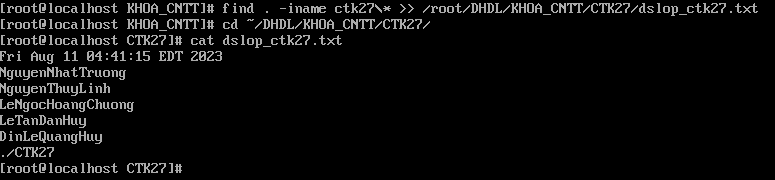 [root@localhost KHOA_CNTT]# find . -iname ctk27\* >> /root/DHDL/KHOA_CNTT/CTK27/dslop_ctk27.txt
[root@localhost KHOA_CNTT]# cd ~/DHDL/KHOA_CNTT/CTK27/
[root@localhost CTK27]# cat dslop_ctk27.txt
Fri Aug 11 04:41:15 EDT 2023
NguyenNhatTruong
NguyenThuyLinh
LeNgocHoangChuong
LeTanDanHuy
DinLeQuangHuy
./CTK27
[root@localhost CTK27]#